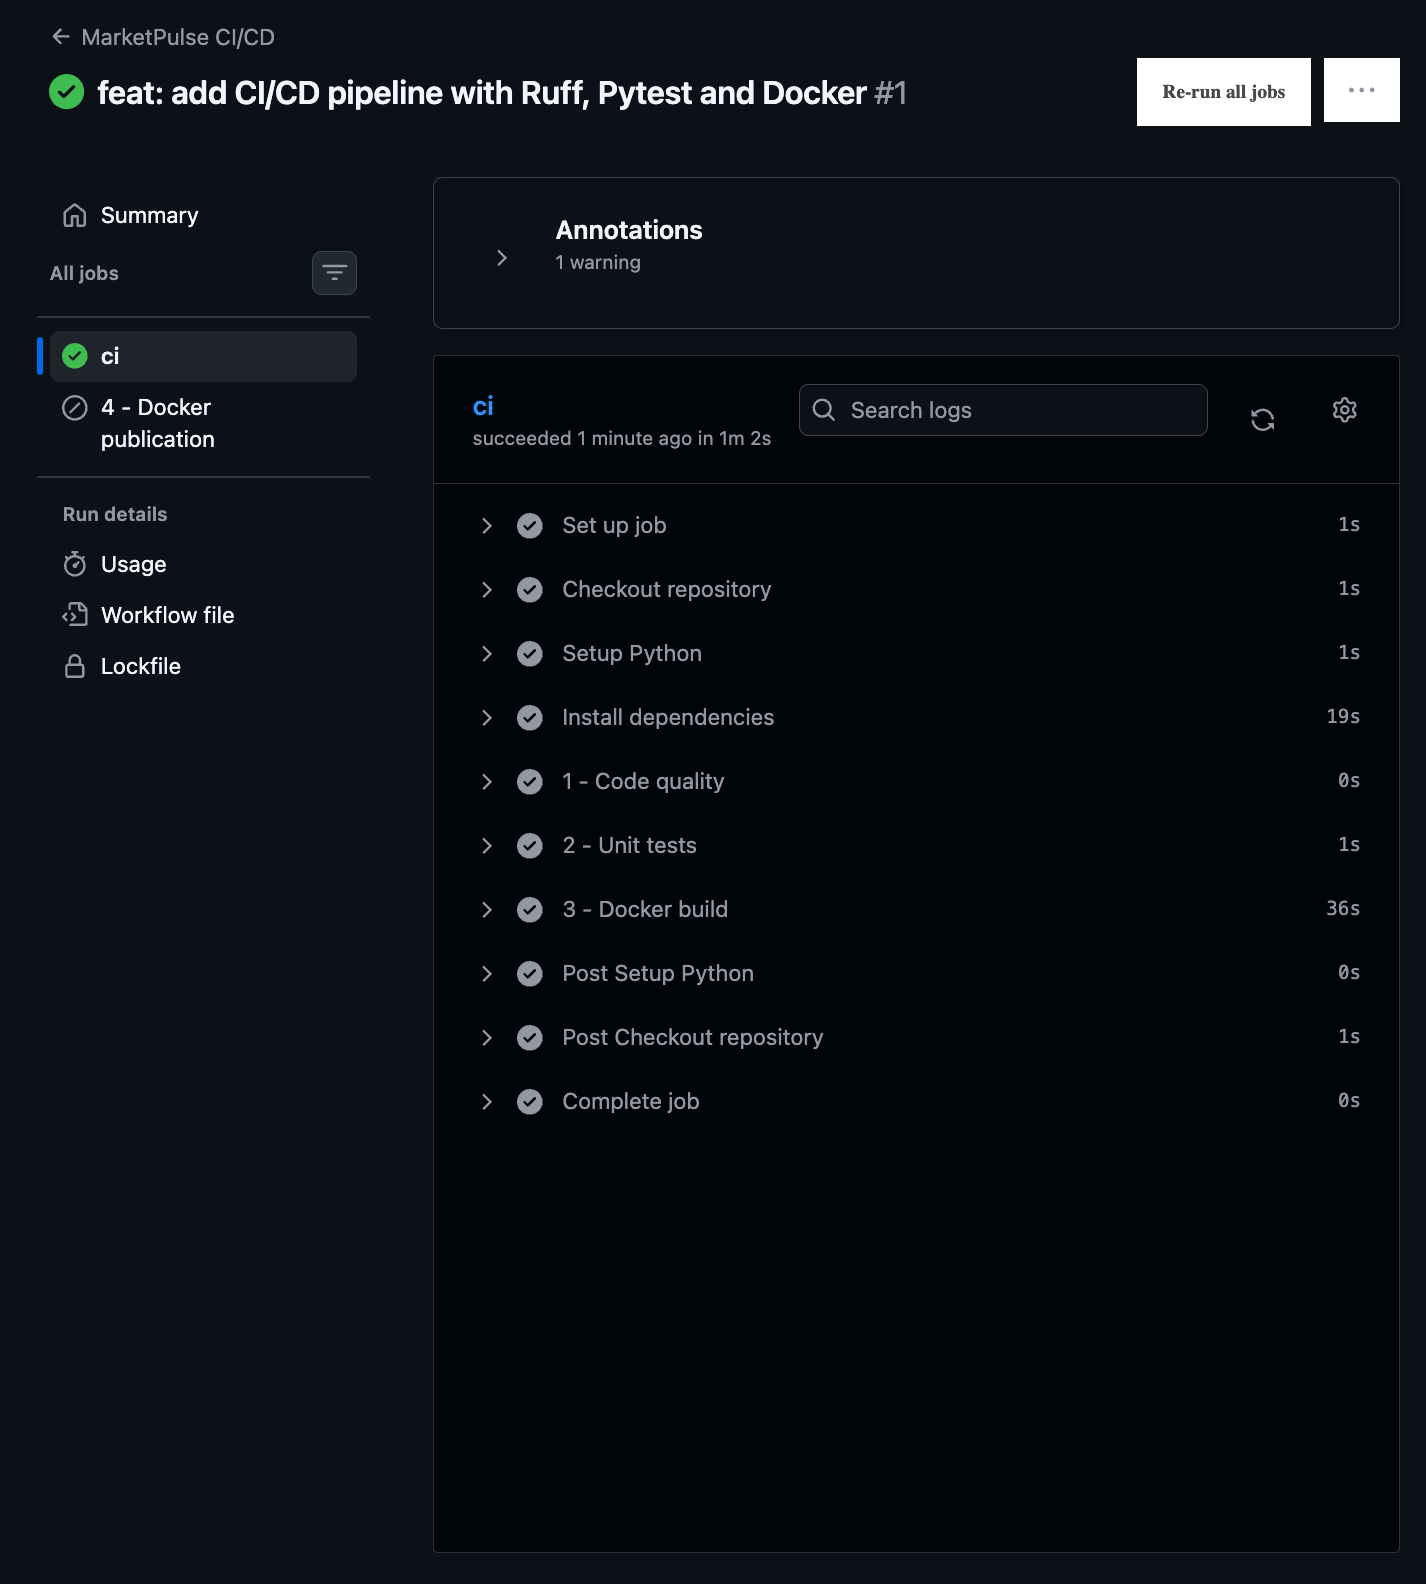 MarketPulse CI/CD
feat: add CI/CD pipeline with Ruff, Pytest and Docker #1
Re-run all jobs
Summary
All jobs
ci
4 - Docker
publication
Run details
Usage
Workflow file
Lockfile
Annotations
1 warning
ci
succeeded 1 minute ago in 1m 2s
Search logs
Set up job 1s
Checkout repository 1s
Setup Python 1s
Install dependencies 19s
1 - Code quality 0s
2 - Unit tests 1s
3 - Docker build 36s
Post Setup Python 0s
Post Checkout repository 1s
Complete job 0s